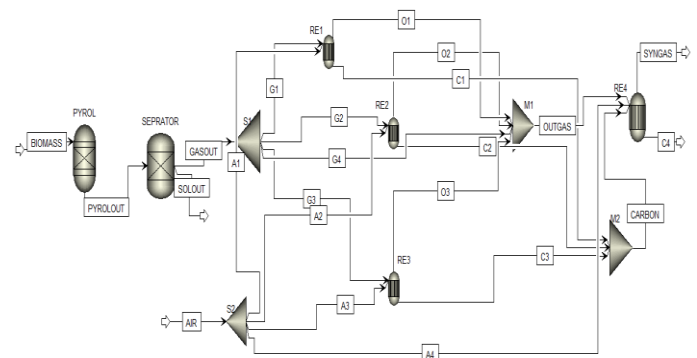 O1
SYNGAS
RE1
O2
RE4
C1
G1
PYROL
SEPRATOR
S1
G2
RE2
M1
BIOMASS
GASOUT
OUTGAS
C4
A1
G4
C2
SOLOUT
O3
G3
A2
PYROLOUT
M2
CARBON
RE3
C3
S2
A3
AIR
A4